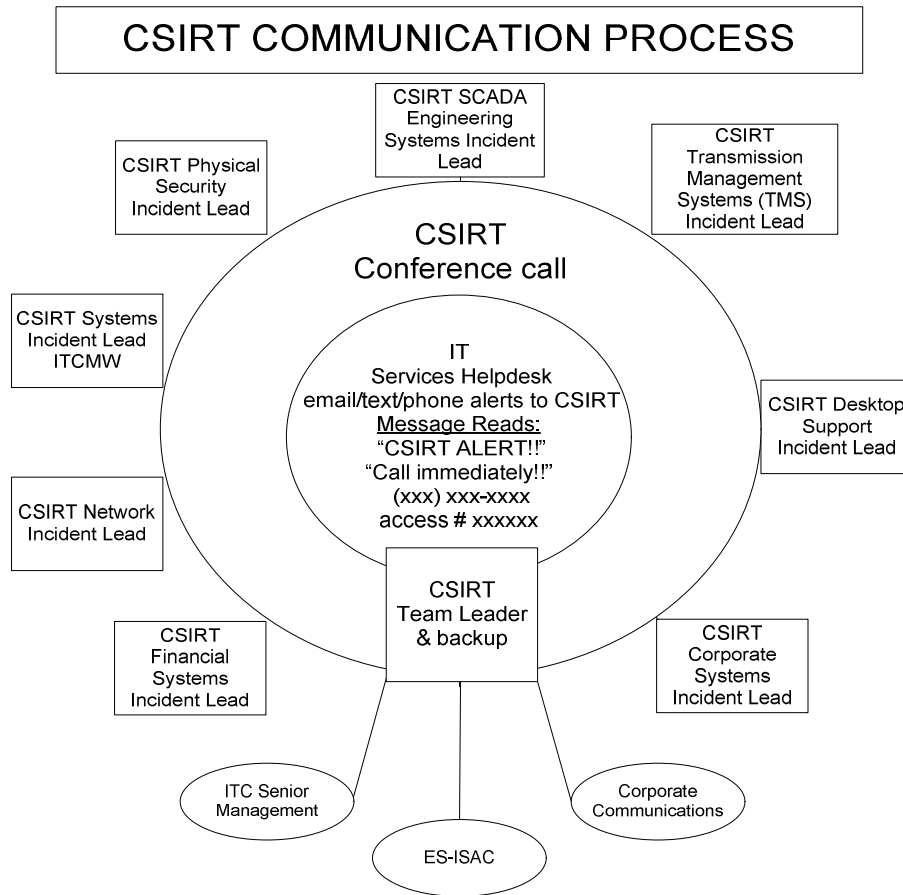 CSIRT COMMUNICATION PROCESS
CSIRT SCADA
Engineering
Systems Incident
Lead
CSIRT
Transmission
Management
Systems (TMS)
Incident Lead
CSIRT Physical
Security
Incident Lead
CSIRT
Conference call
CSIRT Systems
Incident Lead
ITCMW
IT
Services Helpdesk
email/text/phone alerts to CSIRT
Message Reads:
“CSIRT ALERT!!”
“Call immediately!!”
(xxx) xxx-xxxx
access # xxxxxx
CSIRT Desktop
Support
Incident Lead
CSIRT Network
Incident Lead
CSIRT
Team Leader
& backup
CSIRT
Financial
Systems
Incident Lead
CSIRT
Corporate
Systems
Incident Lead
ITC Senior
Management
Corporate
Communications
ES-ISAC